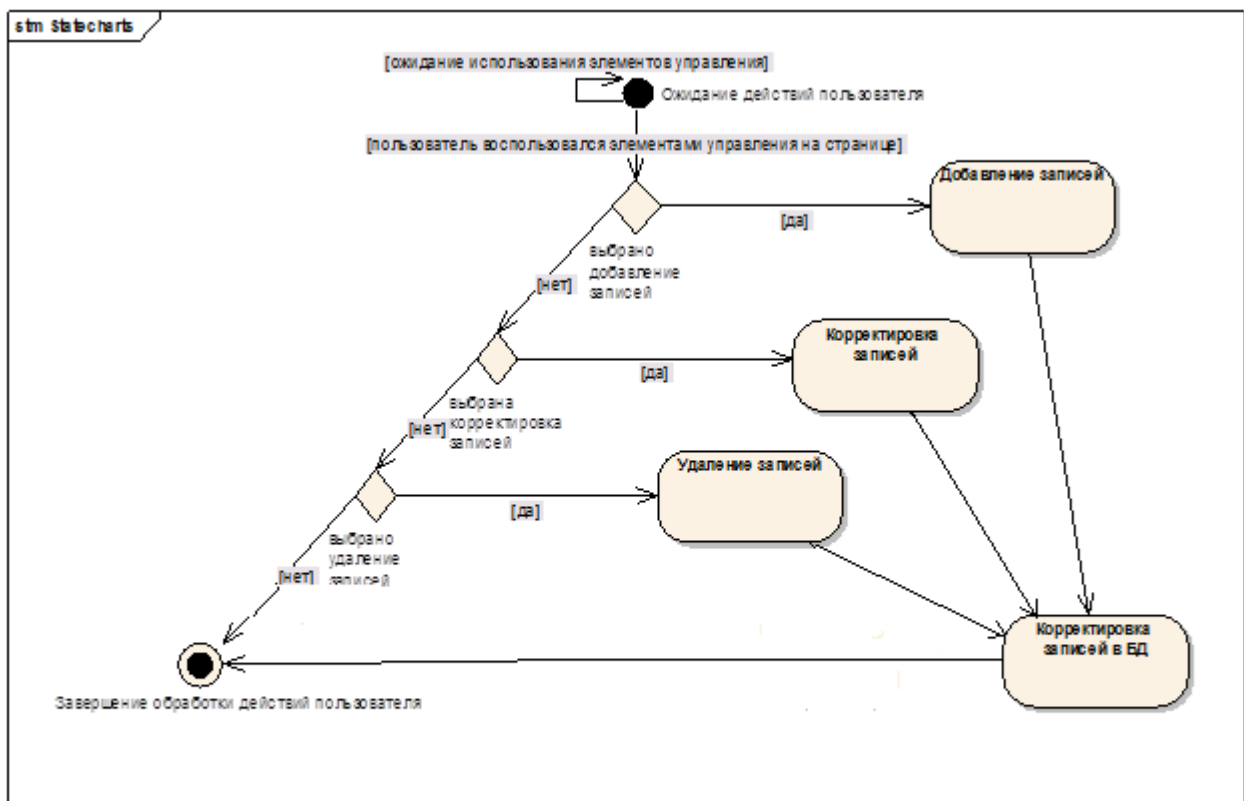 stm Statecharts
[ожидание использования элементов управления]
Ожидание действий пользователя
[пользователь воспользовался элементами управления на странице]
Добавление записей
[да]
выбрано
добавление
записей
[нет]
Корректировка
записей
[да]
выбрана
корректировка
записей
[нет]
Удаление записей
[да]
выбрано
удаление
записей
[нет]
Корректировка
записей в БД
Завершение обработки действий пользователя